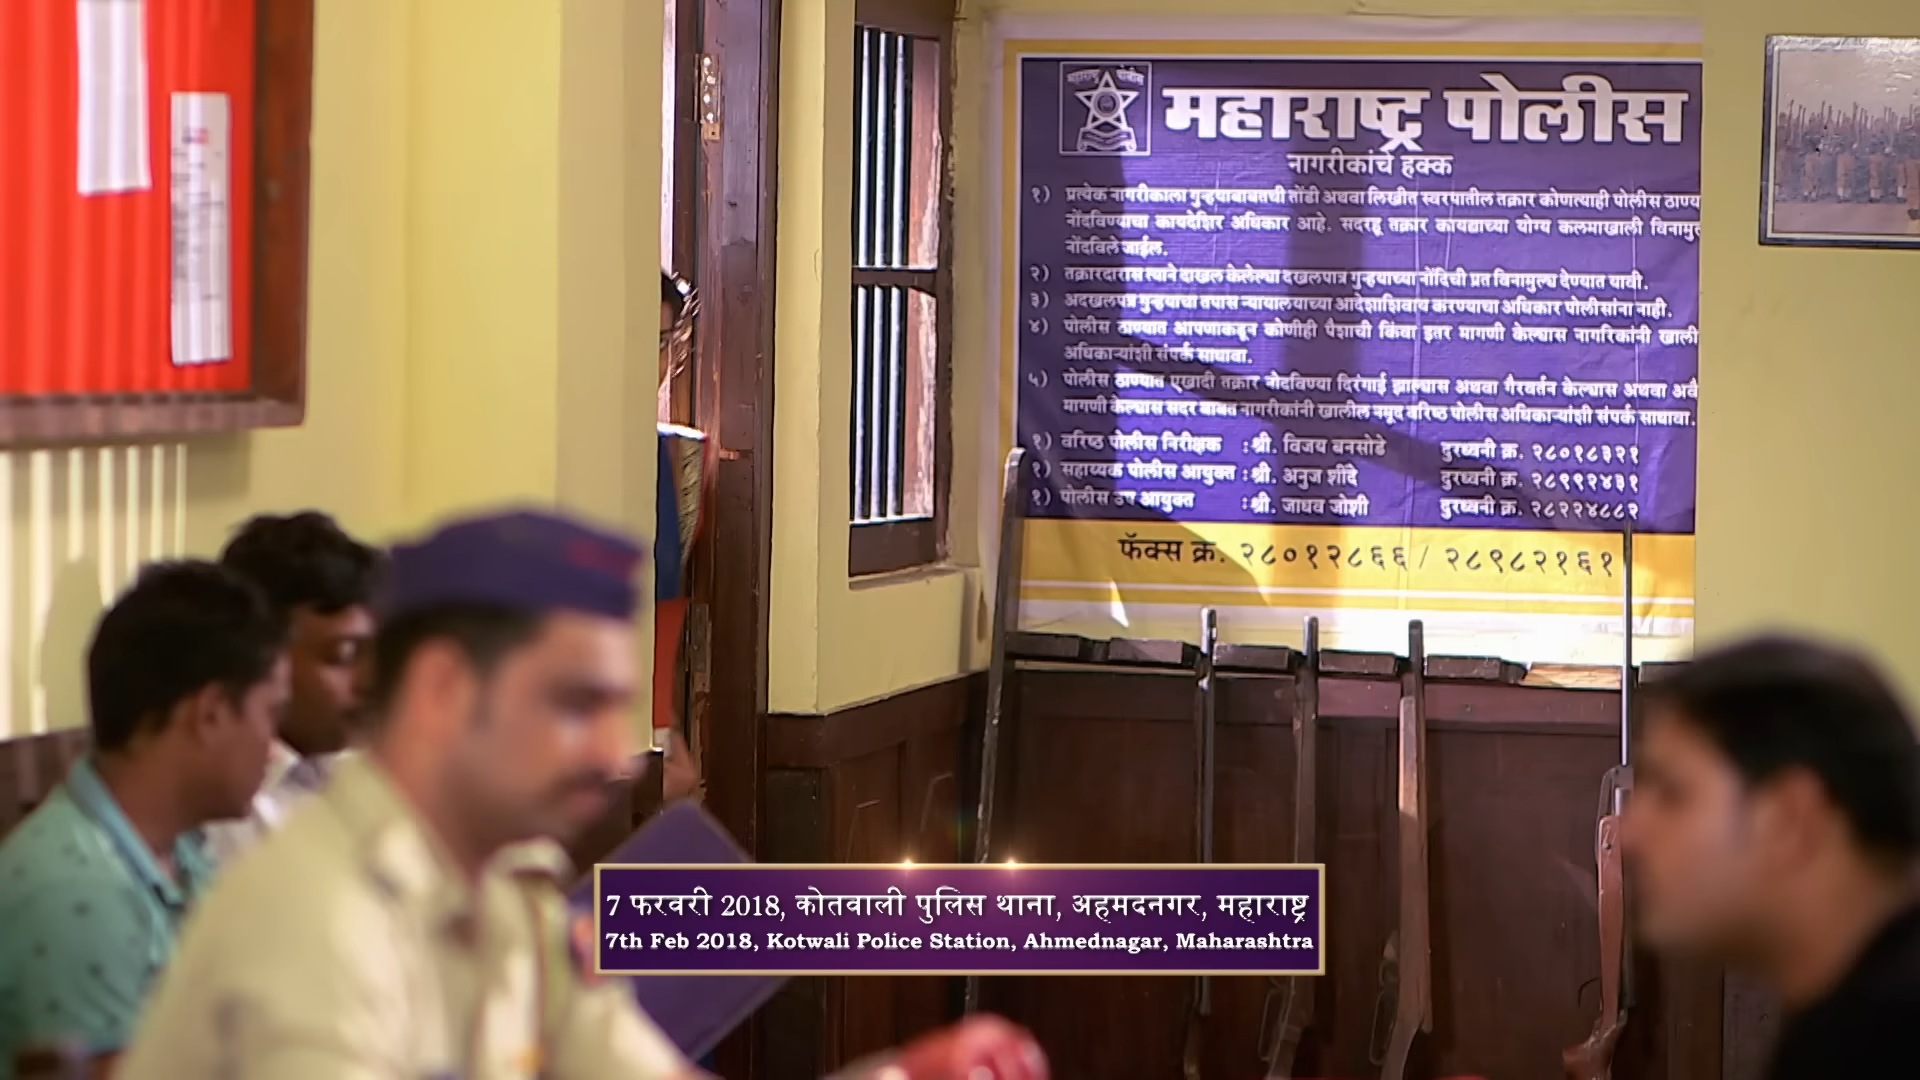 महाराष्ट्र पोलीस
महाराष्ट्र पोलीस
नागरीकांचे हक्क
१) प्रत्येक नागरीकाला गुन्हयाबाबतची तोंडी अथवा लिखीत स्वरुपातील तक्रार कोणत्याही पोलीस ठाण्य
नोंदविण्याचा कायदेशिर अधिकार आहे. सदरहू तक्रार कायद्याच्या योग्य कलमाखाली विनामु
नोंदविले जाईल.
२) तक्रारदारास त्याने दाखल केलेल्या दखलपात्र गुन्हयाच्या नोंदिची प्रत विनामुल्य देण्यात यावी.
३) अदखलपत्र गुन्हयाचा तपास न्यायालयाच्या आदेशाशिवाय करण्याचा अधिकार पोलीसांना नाही.
४) पोलीस ठाण्यात आपणाकडून कोणीही पैशाची किंवा इतर मागणी केल्यास नागरिकांनी खाली
अधिकाऱ्यांशी संपर्क साधावा.
५) पोलीस ठाण्यात एखादी तक्रार नोदविण्या दिरंगाई झाल्यास अथवा गैरवर्तन केल्यास अथवा अवै
मागणी केल्यास सदर बाबत नागरीकांनी खालील नमूद वरिष्ठ पोलीस अधिकाऱ्यांशी संपर्क साधावा.
१) वरिष्ठ पोलीस निरीक्षक :श्री. विजय बनसोडे दुरध्वनी क्र. २८०१८३२१
१) सहाय्यक पोलीस आयुक्त :श्री. अनुज शींदे दुरध्वनी क्र. २८९९२४३१
१) पोलीस उप आयुक्त :श्री. जाधव जोशी दुरध्वनी क्र. २८२२४८८२
फॅक्स क्र. २८०१२८६६ / २८९८२१६१
7 फरवरी 2018, कोतवाली पुलिस थाना, अहमदनगर, महाराष्ट्र
7th Feb 2018, Kotwali Police Station, Ahmednagar, Maharashtra